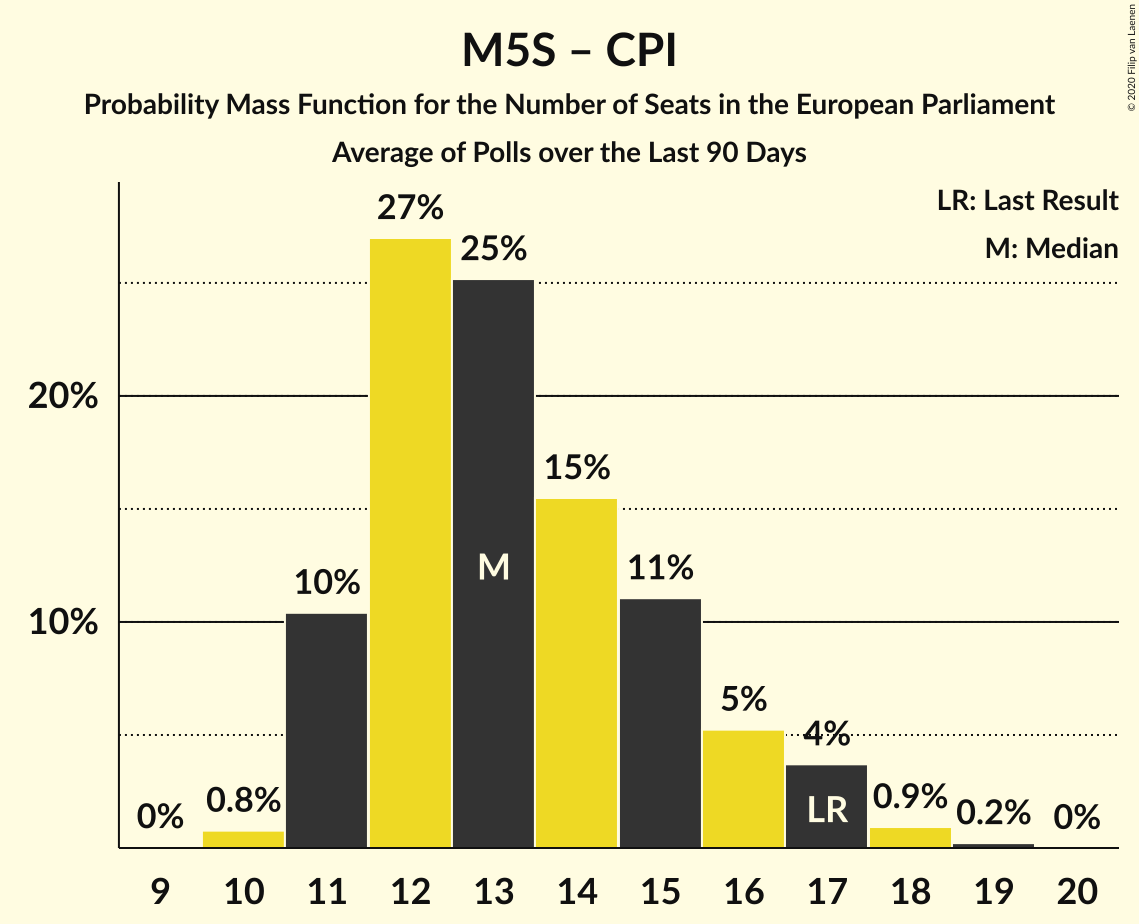 M5S – CPI
Probability Mass Function for the Number of Seats in the European Parliament
Average of Polls over the Last 90 Days
© 2020 Filip van Laenen
LR: Last Result
M: Median
27%
25%
20%
15%
M
10%
11%
10%
5%
4%
0%
0.8%
LR
0.9%
0.2%
0%
9 10 11 12 13 14 15 16 17 18 19 20